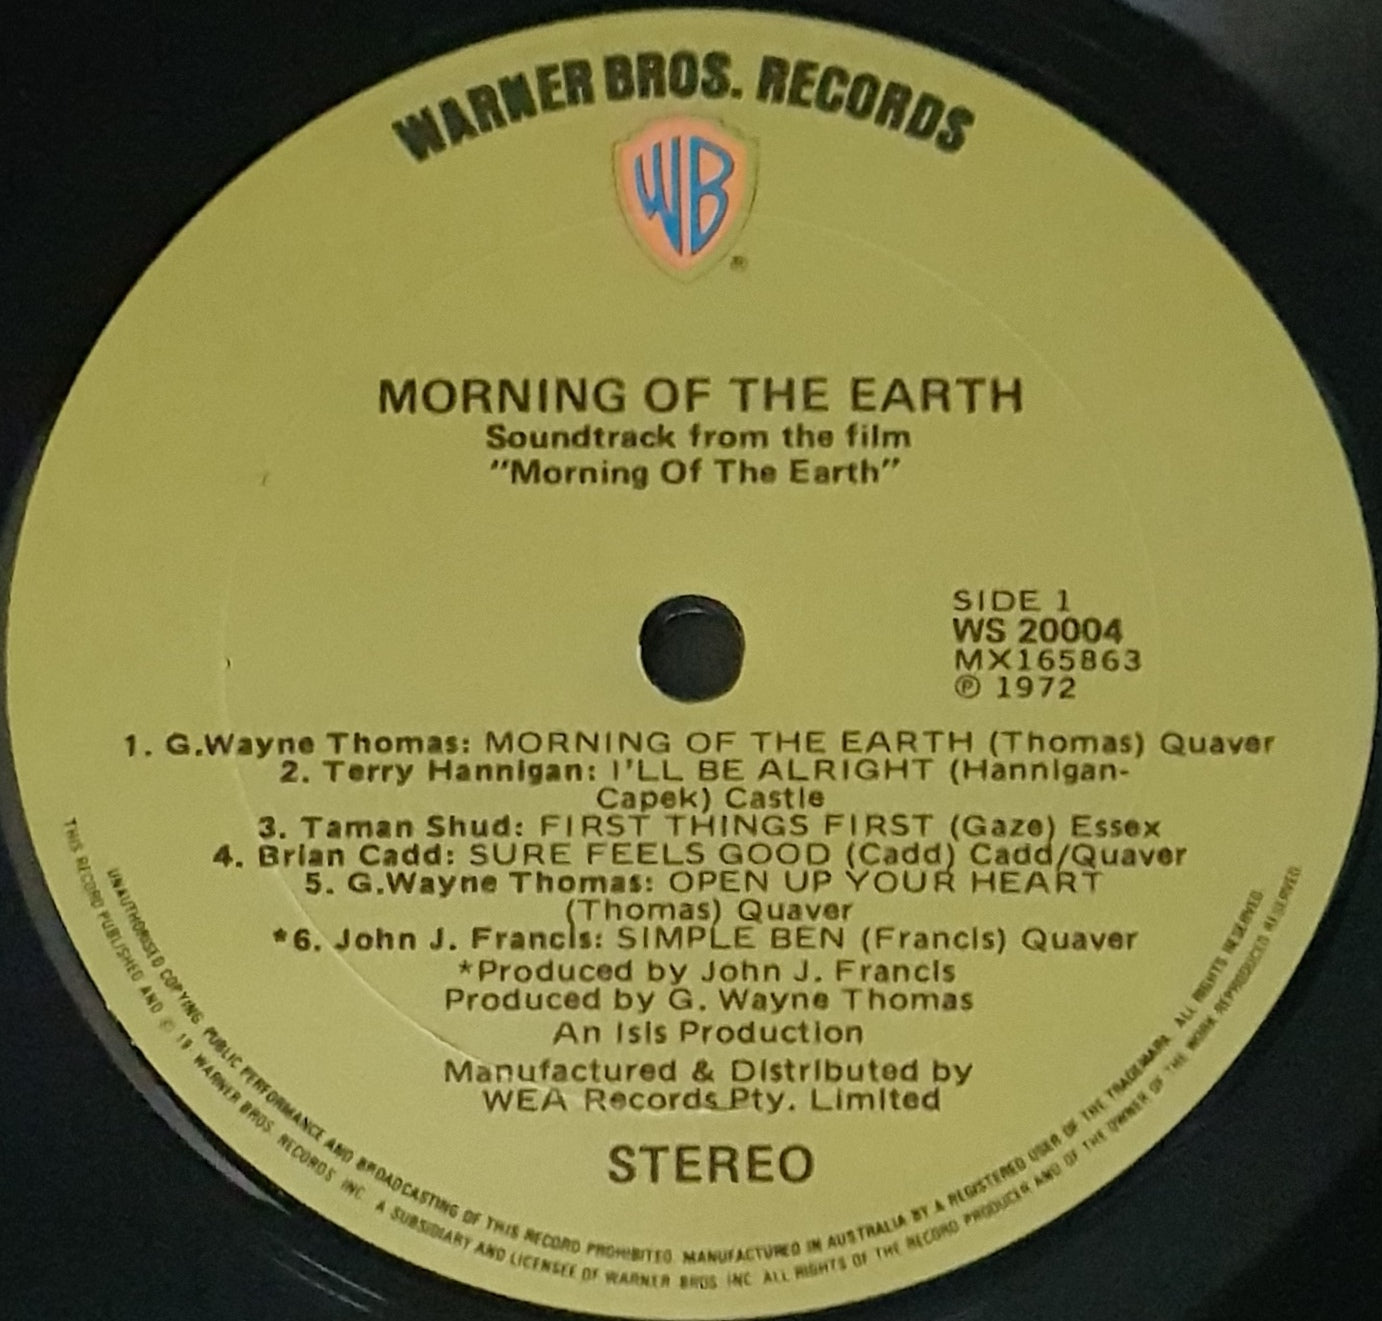 WARNER BROS. RECORDS
WB
®
MORNING OF THE EARTH
Soundtrack from the film
"Morning Of The Earth"
SIDE 1
WS 20004
MX165863
℗ 1972
1. G.Wayne Thomas: MORNING OF THE EARTH (Thomas) Quaver
2. Terry Hannigan: I'LL BE ALRIGHT (Hannigan-
Capek) Castle
3. Taman Shud: FIRST THINGS FIRST (Gaze) Essex
4. Brian Cadd: SURE FEELS GOOD (Cadd) Cadd/Quaver
5. G.Wayne Thomas: OPEN UP YOUR HEART
(Thomas) Quaver
*6. John J. Francis: SIMPLE BEN (Francis) Quaver
*Produced by John J. Francis
Produced by G. Wayne Thomas
An Isis Production
Manufactured & Distributed by
WEA Records Pty. Limited
STEREO
UNAUTHORISED COPYING, PUBLIC PERFORMANCE AND BROADCASTING OF THIS RECORD PROHIBITED. MANUFACTURED IN AUSTRALIA BY A REGISTERED USER OF THE TRADEMARK. ALL RIGHTS RESERVED.
THIS RECORD PUBLISHED AND © 19 WARNER BROS. RECORDS INC. A SUBSIDIARY AND LICENSEE OF WARNER BROS INC ALL RIGHTS OF THE RECORD PRODUCER AND OF THE OWNER OF THE WORK REPRODUCED RESERVED.